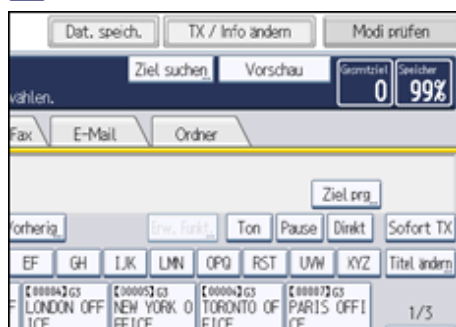 Dat. speich. TX / Info ändern Modi prüfen
Ziel suchen Vorschau Gesamtziel Speicher
wählen. 0 99%
Fax E-Mail Ordner
Ziel prg.
Vorherig. Erw. Funkt. Ton Pause Direkt Sofort TX
EF GH IJK LMN OPQ RST UVW XYZ Titel ändern
[00004]G3 [00005]G3 [00006]G3 [00007]G3
F LONDON OFF NEW YORK O TORONTO OF PARIS OFFI 1/3
ICE FFICE FICE CE